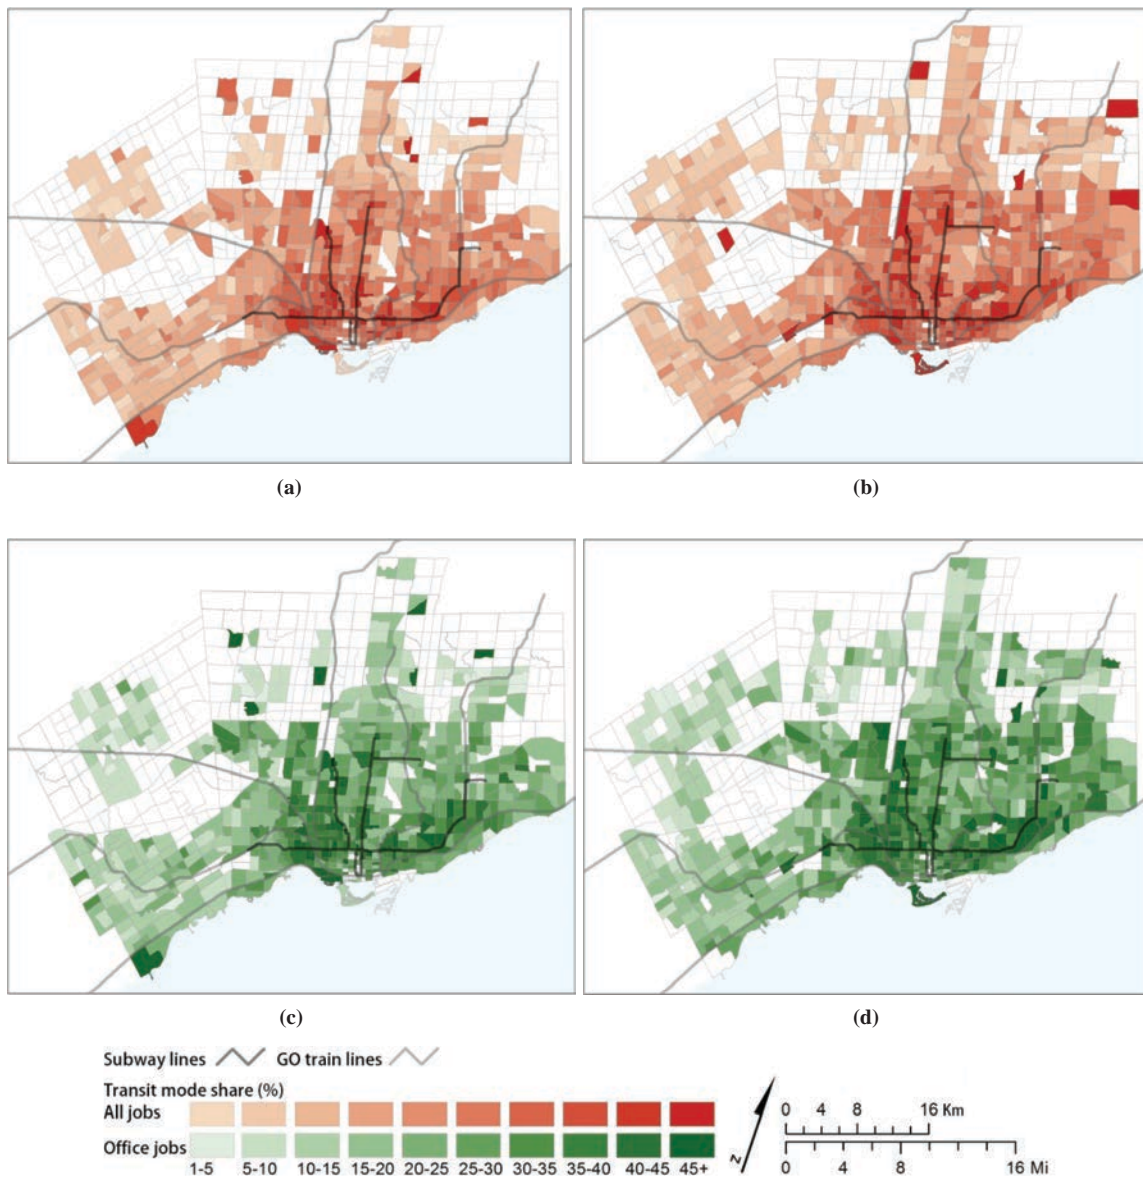 (a)
(b)
(c)
(d)
Subway lines GO train lines
Transit mode share (%)
All jobs
Office jobs
1-5 5-10 10-15 15-20 20-25 25-30 30-35 35-40 40-45 45+
N
0 4 8 16 Km
0 4 8 16 Mi